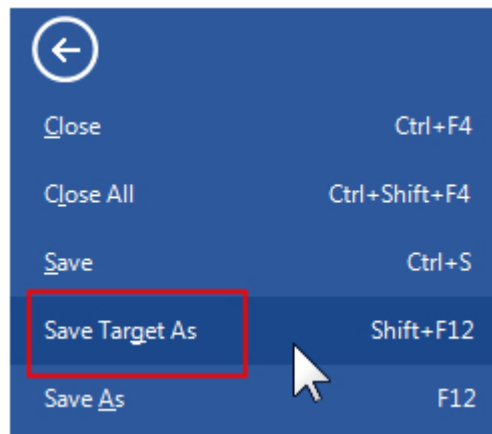 Close Ctrl+F4
Close All Ctrl+Shift+F4
Save Ctrl+S
Save Target As Shift+F12
Save As F12